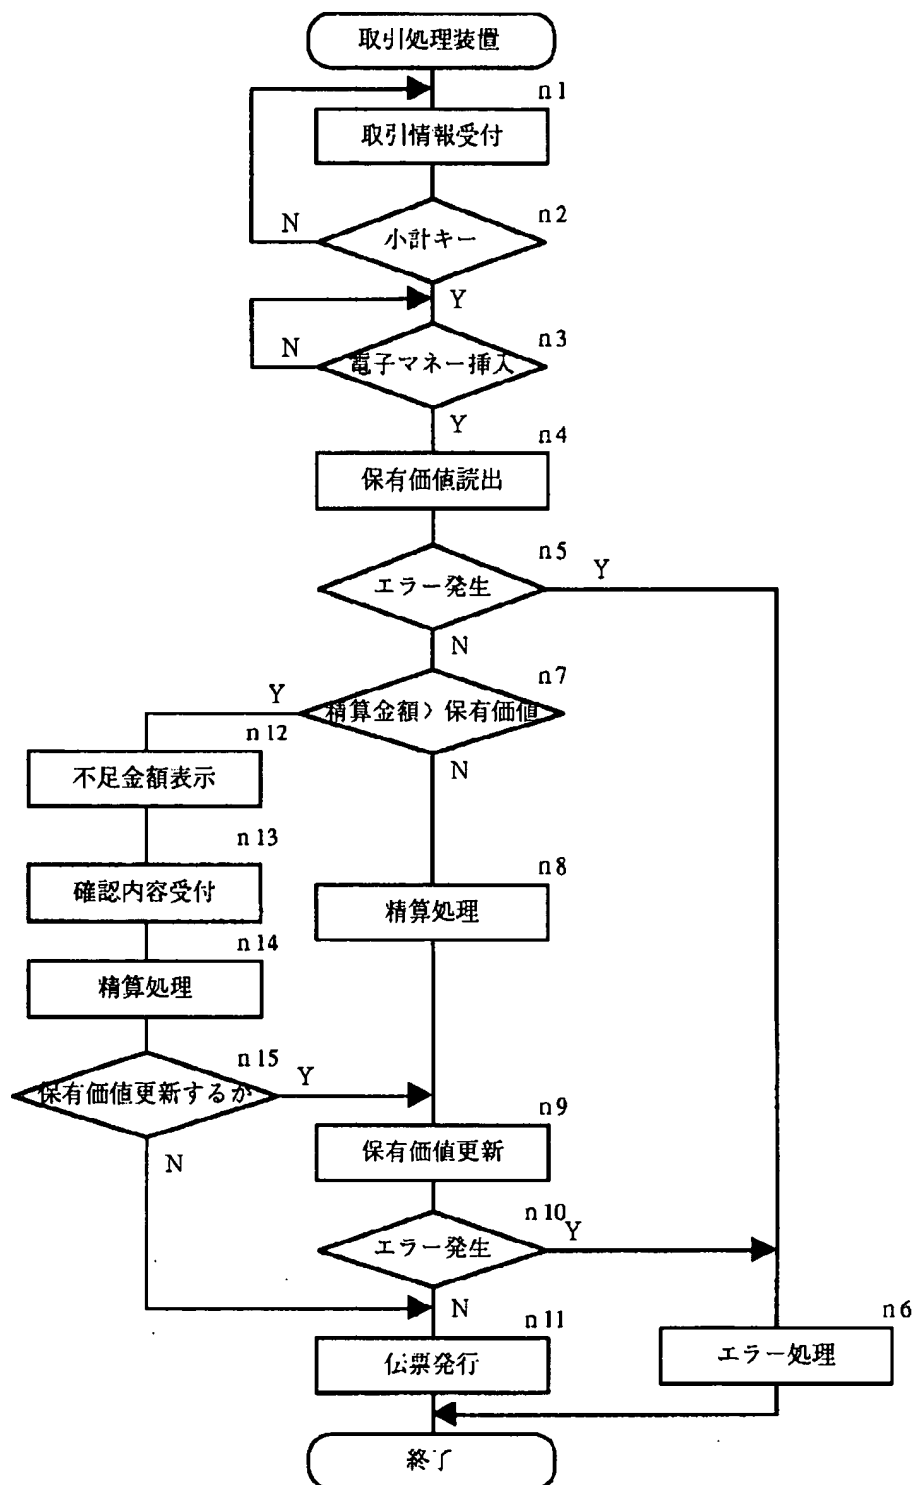 取引処理装置
n1
取引情報受付
n2
小計キー
N
Y
n3
電子マネー挿入
N
Y
n4
保有価値読出
n5
エラー発生
Y
N
n7
精算金額>保有価値
Y
N
n12
不足金額表示
n13
確認内容受付
n8
精算処理
n14
精算処理
n15
保有価値更新するか
Y
N
n9
保有価値更新
n10
エラー発生
Y
N
n11
伝票発行
n6
エラー処理
終了